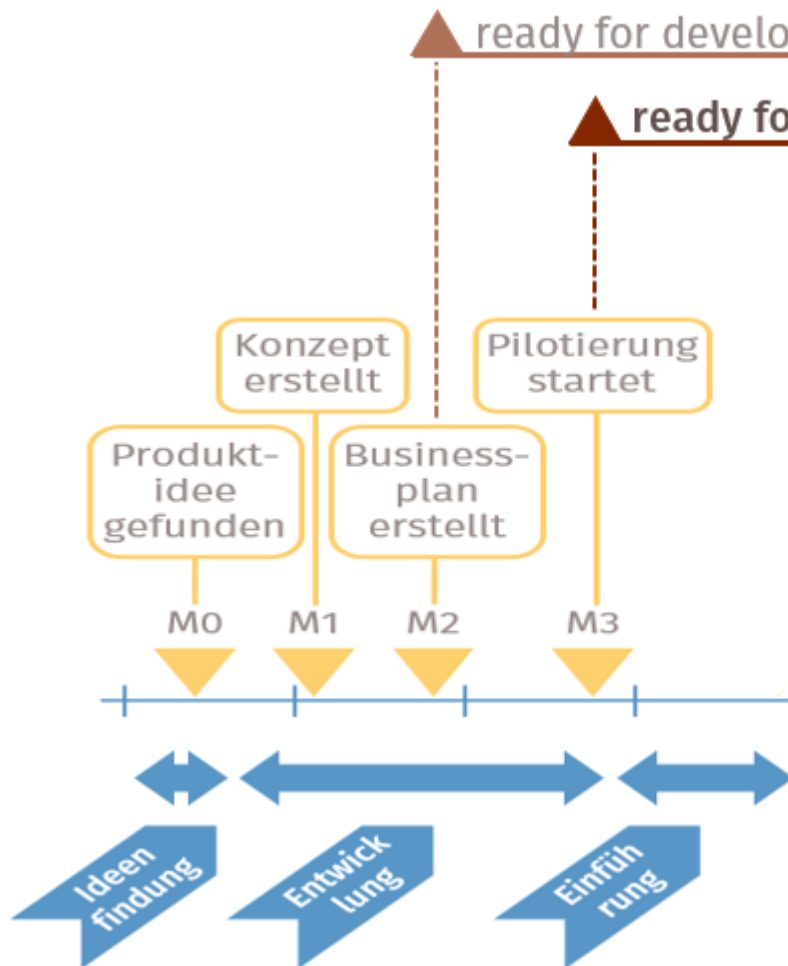 ready for develo
ready fo
Konzept
erstellt
Pilotierung
startet
Produkt-
idee
gefunden
Business-
plan
erstellt
M0
M1
M2
M3
Ideen
findung
Entwick
lung
Einfüh
rung